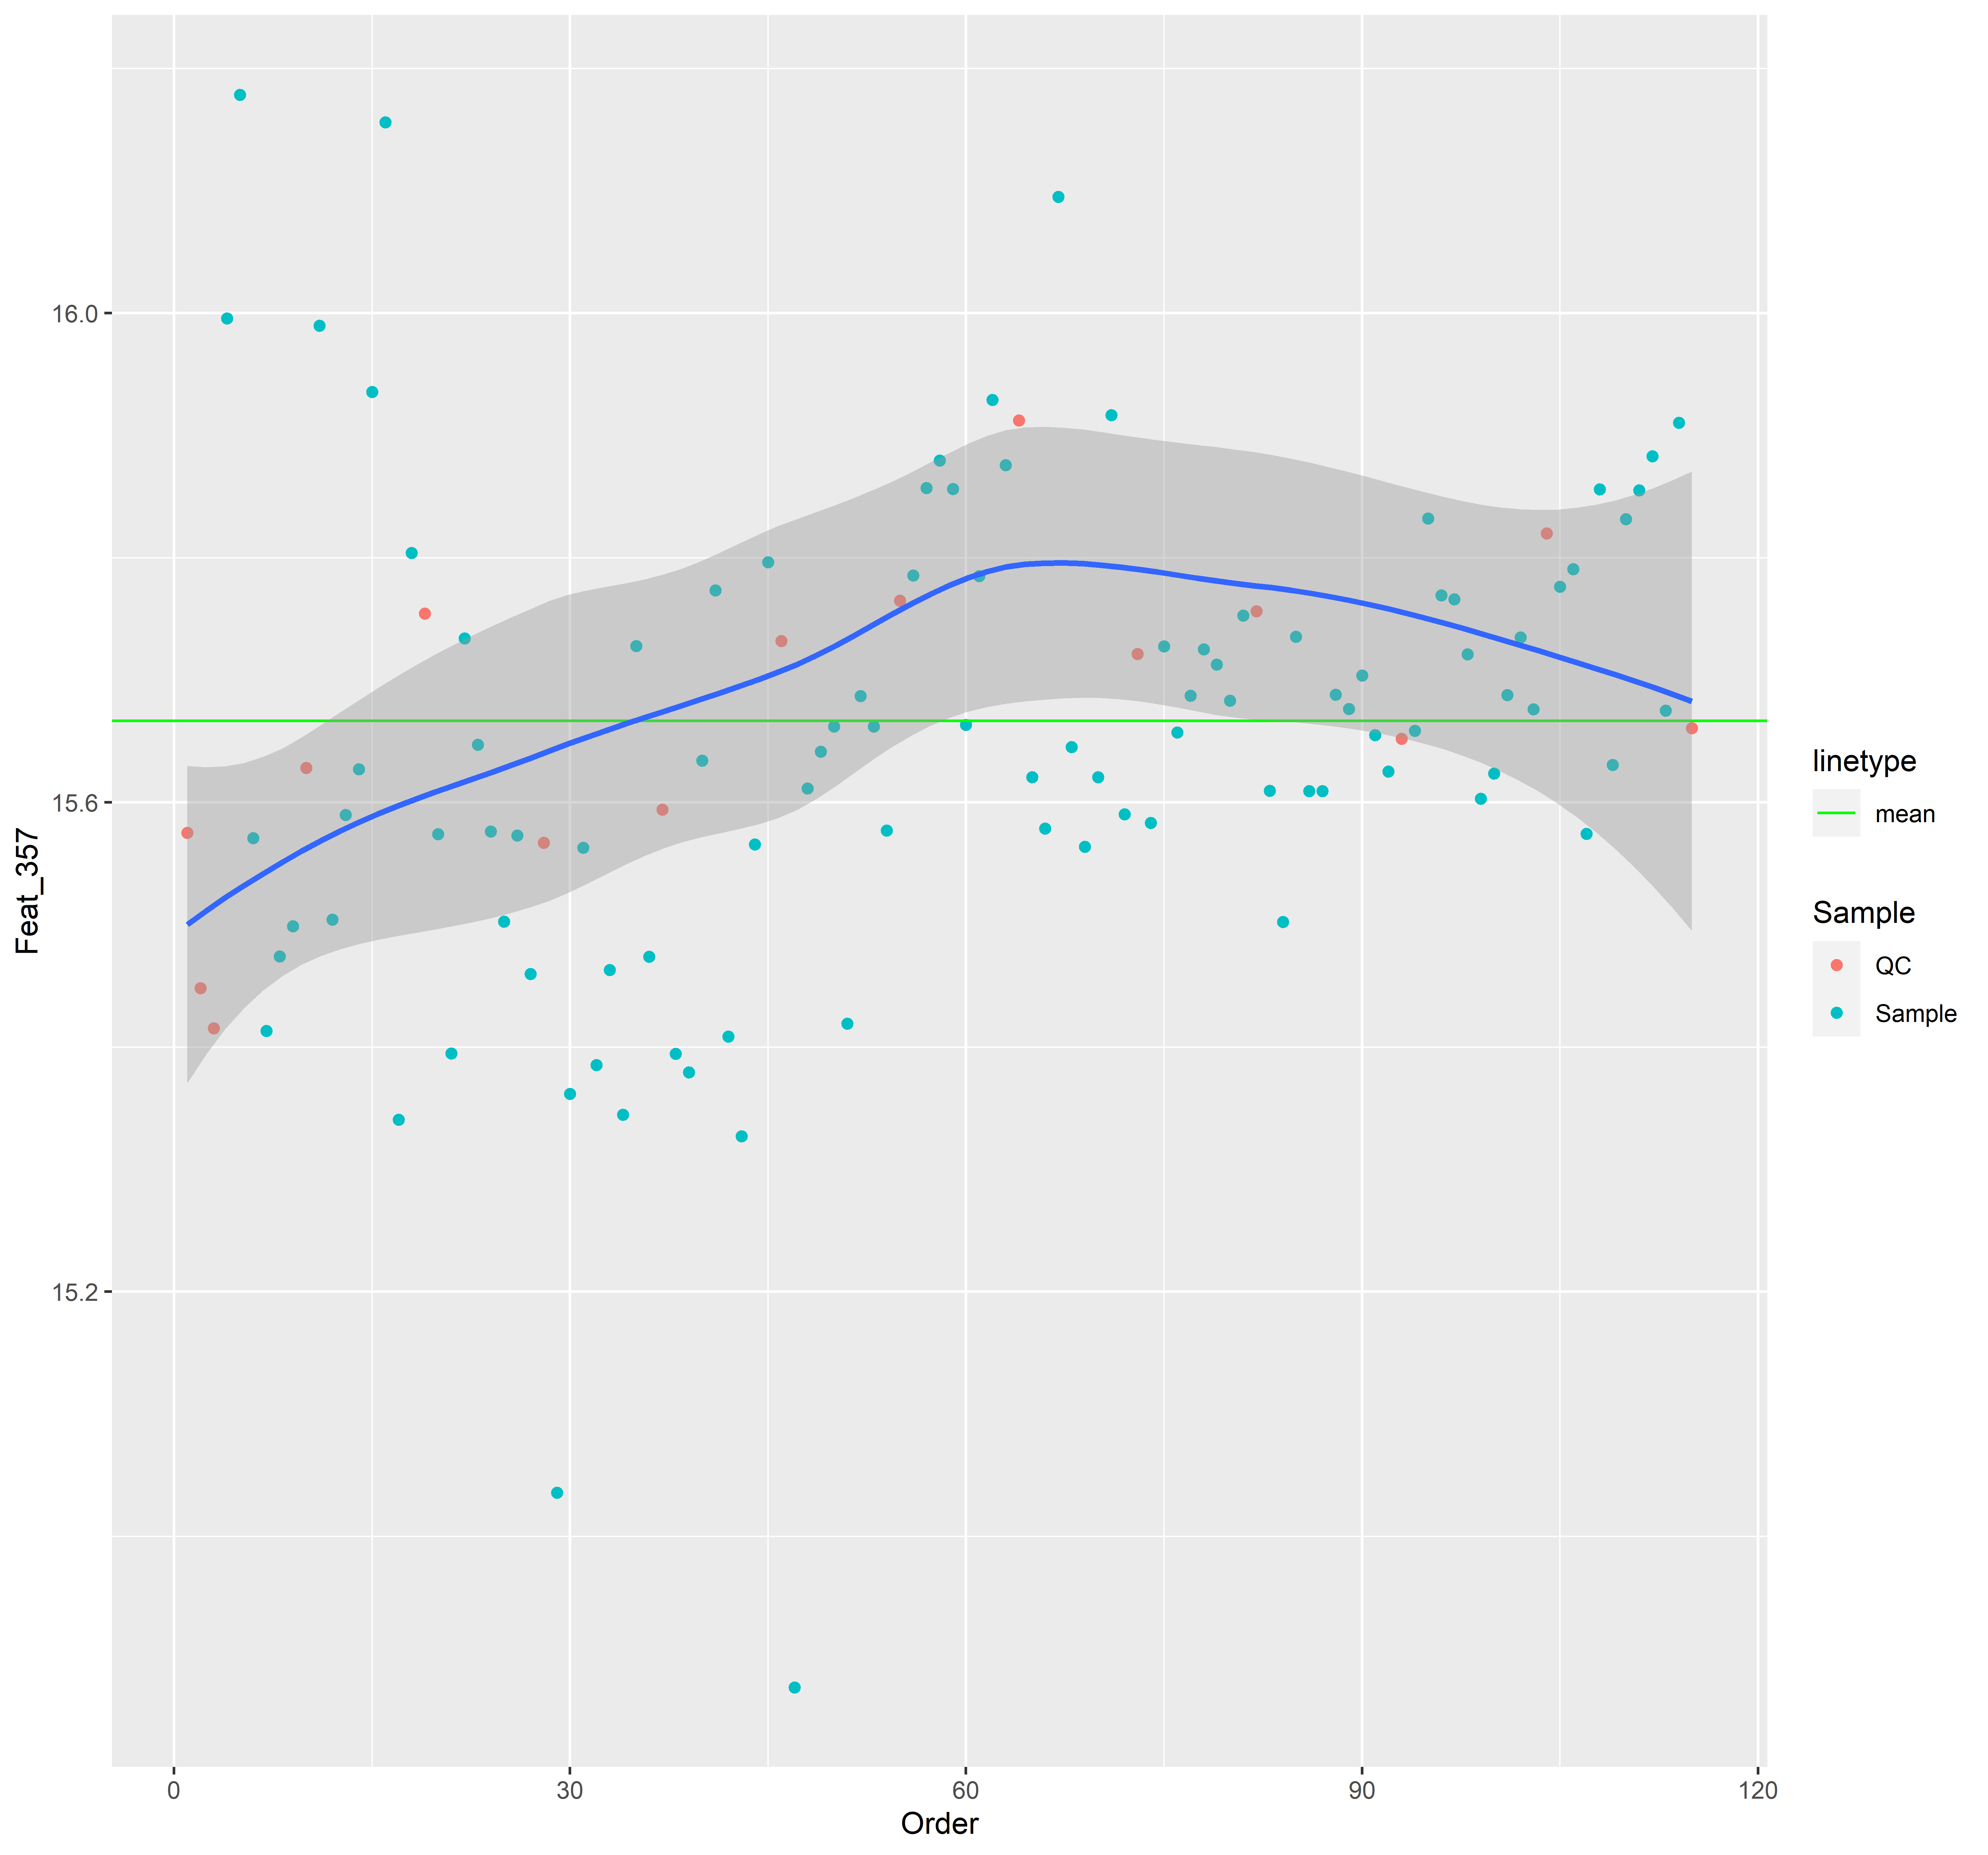 16.0
15.6
15.2
Feat_357
0
30
60
90
120
Order
linetype
mean
Sample
QC
Sample